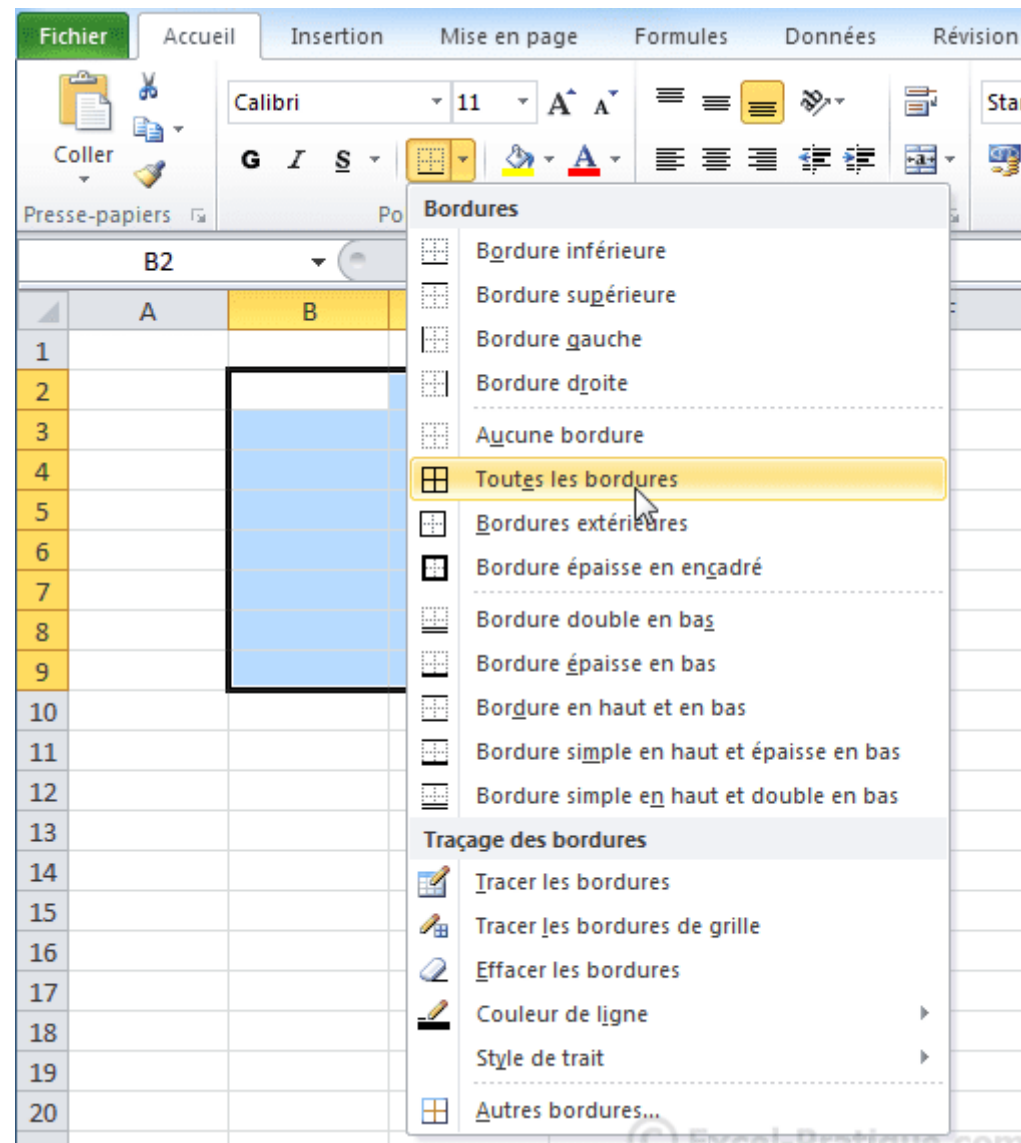 Fichier Accueil Insertion Mise en page Formules Données Révision
Calibri 11 A A Sta
Coller G I S A a
Presse-papiers Po
B2
A B
1
2
3
4
5
6
7
8
9
10
11
12
13
14
15
16
17
18
19
20
Bordures
Bordure inférieure
Bordure supérieure
Bordure gauche
Bordure droite
Aucune bordure
Toutes les bordures
Bordures extérieures
Bordure épaisse en encadré
Bordure double en bas
Bordure épaisse en bas
Bordure en haut et en bas
Bordure simple en haut et épaisse en bas
Bordure simple en haut et double en bas
Traçage des bordures
Tracer les bordures
Tracer les bordures de grille
Effacer les bordures
Couleur de ligne
Style de trait
Autres bordures...
© Excel-Pratique.com